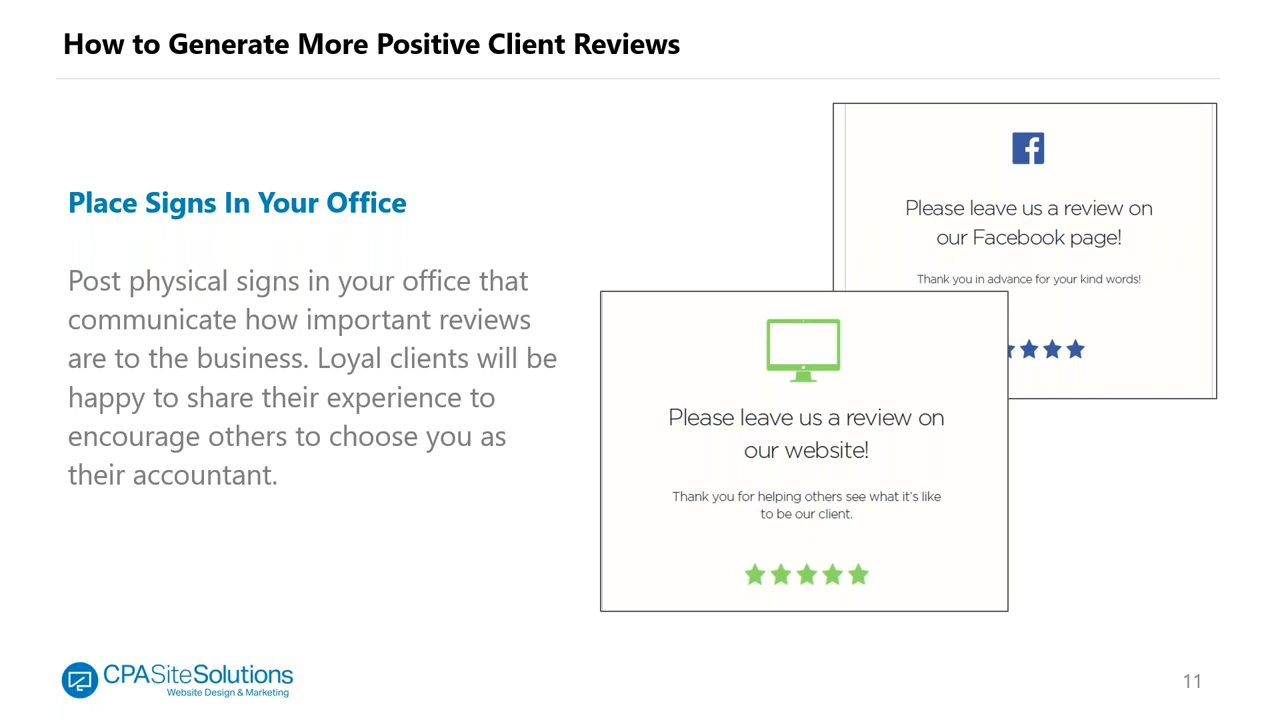 How to Generate More Positive Client Reviews
Place Signs In Your Office
Post physical signs in your office that
communicate how important reviews
are to the business. Loyal clients will be
happy to share their experience to
encourage others to choose you as
their accountant.
f
Please leave us a review on
our Facebook page!
Thank you in advance for your kind words!
Please leave us a review on
our website!
Thank you for helping others see what it's like
to be our client.
CPASiteSolutions
Website Design & Marketing
11